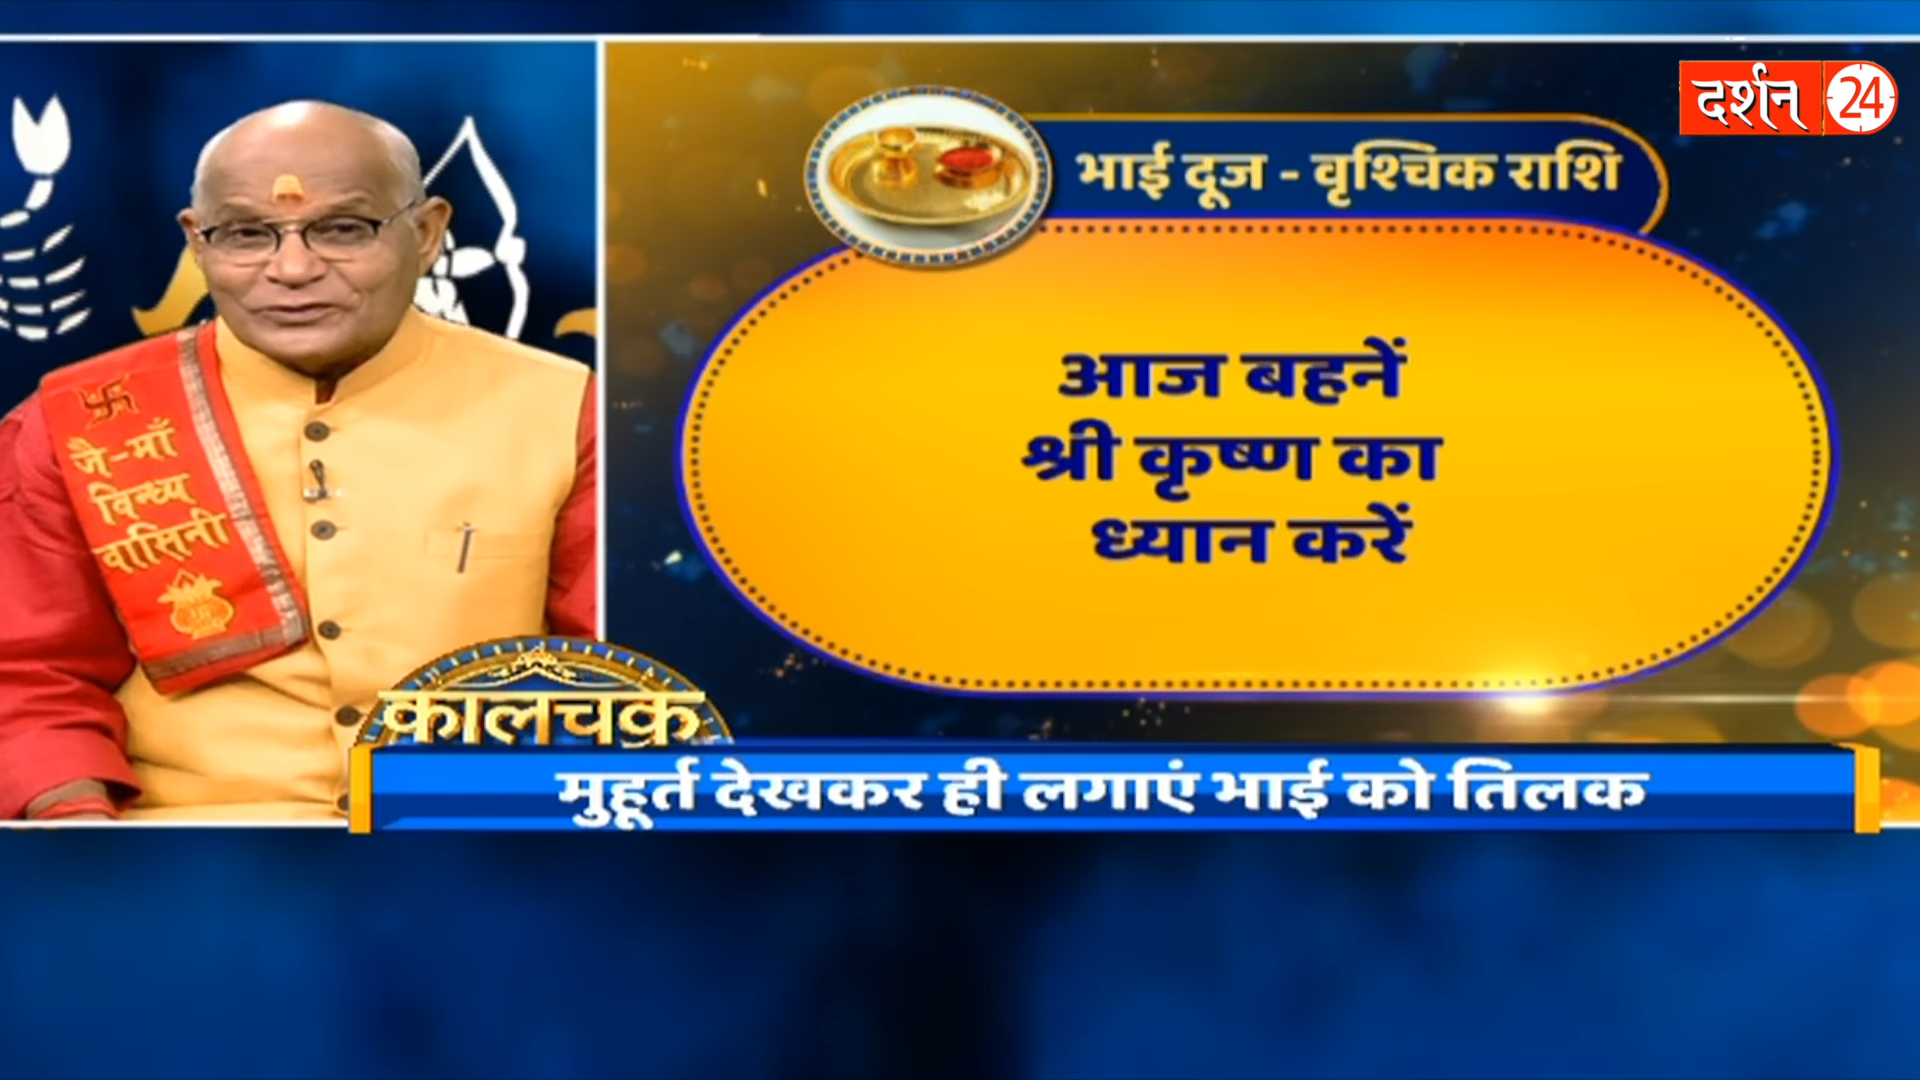 दर्शन 24
भाई दूज - वृश्चिक राशि
आज बहनें
श्री कृष्ण का
ध्यान करें
जै-माँ
विन्ध्य
वासिनी
कालचक्र
मुहूर्त देखकर ही लगाएं भाई को तिलक